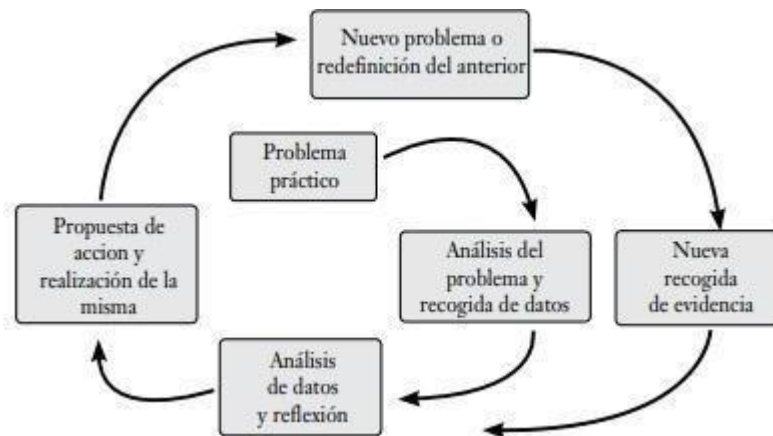 Nuevo problema o
redefinición del anterior
Problema
práctico
Propuesta de
accion y
realización de la
misma
Análisis del
problema y
recogida de datos
Nueva
recogida
de evidencia
Análisis
de datos
y reflexión